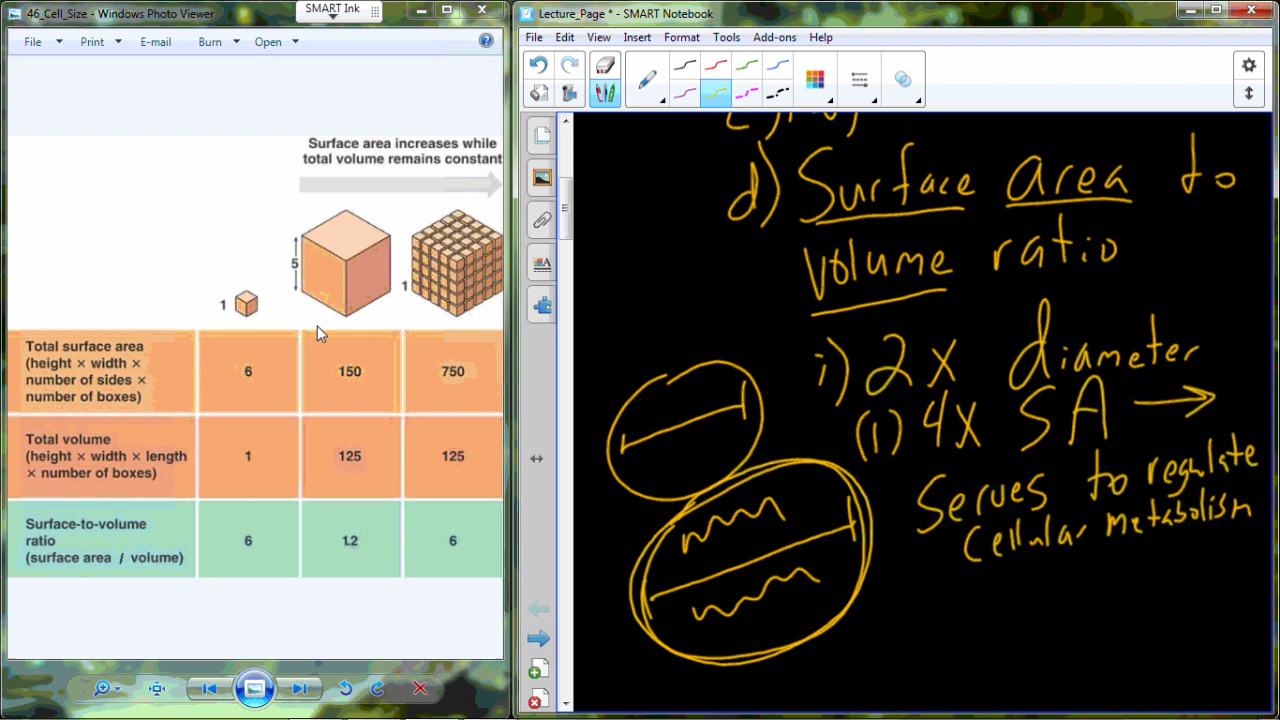 46_Cell_Size - Windows Photo Viewer
SMART Ink
File Print E-mail Burn Open
Surface area increases while
total volume remains constant
5
1
1
Total surface area
(height × width ×
number of sides ×
number of boxes)
6 150 750
Total volume
(height × width × length
× number of boxes)
1 125 125
Surface-to-volume
ratio
(surface area / volume)
6 1.2 6
Lecture_Page * - SMART Notebook
File Edit View Insert Format Tools Add-ons Help
d) Surface area to
volume ratio
i) 2x diameter
(1) 4x SA →
Serves to regulate
cellular metabolism